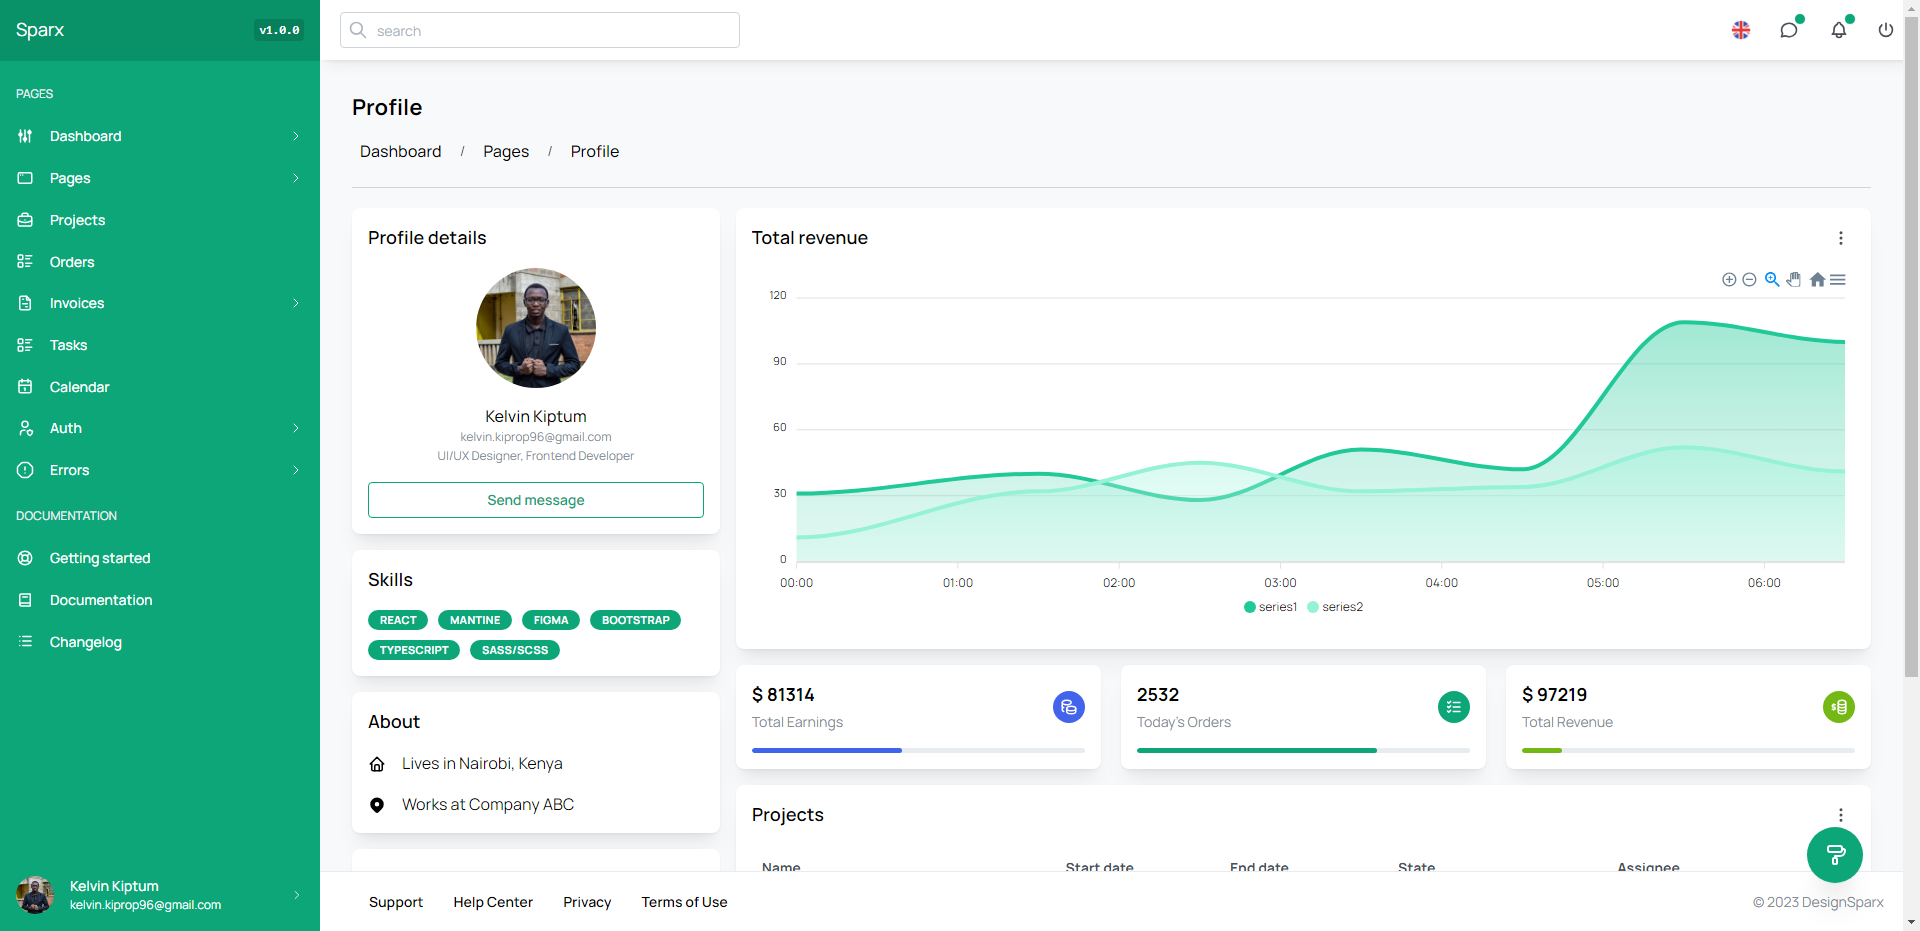 Sparx
v1.0.0
PAGES
Dashboard
Pages
Projects
Orders
Invoices
Tasks
Calendar
Auth
Errors
DOCUMENTATION
Getting started
Documentation
Changelog
Kelvin Kiptum
kelvin.kiprop96@gmail.com
search
Profile
Dashboard / Pages / Profile
Profile details
Kelvin Kiptum
kelvin.kiprop96@gmail.com
UI/UX Designer, Frontend Developer
Send message
Skills
REACT MANTINE FIGMA BOOTSTRAP
TYPESCRIPT SASS/SCSS
About
Lives in Nairobi, Kenya
Works at Company ABC
Total revenue
120
90
60
30
0
00:00 01:00 02:00 03:00 04:00 05:00 06:00
series1 series2
$ 81314
Total Earnings
2532
Today's Orders
$ 97219
Total Revenue
Projects
Name Start date End date State Assignee
Support Help Center Privacy Terms of Use
© 2023 DesignSparx